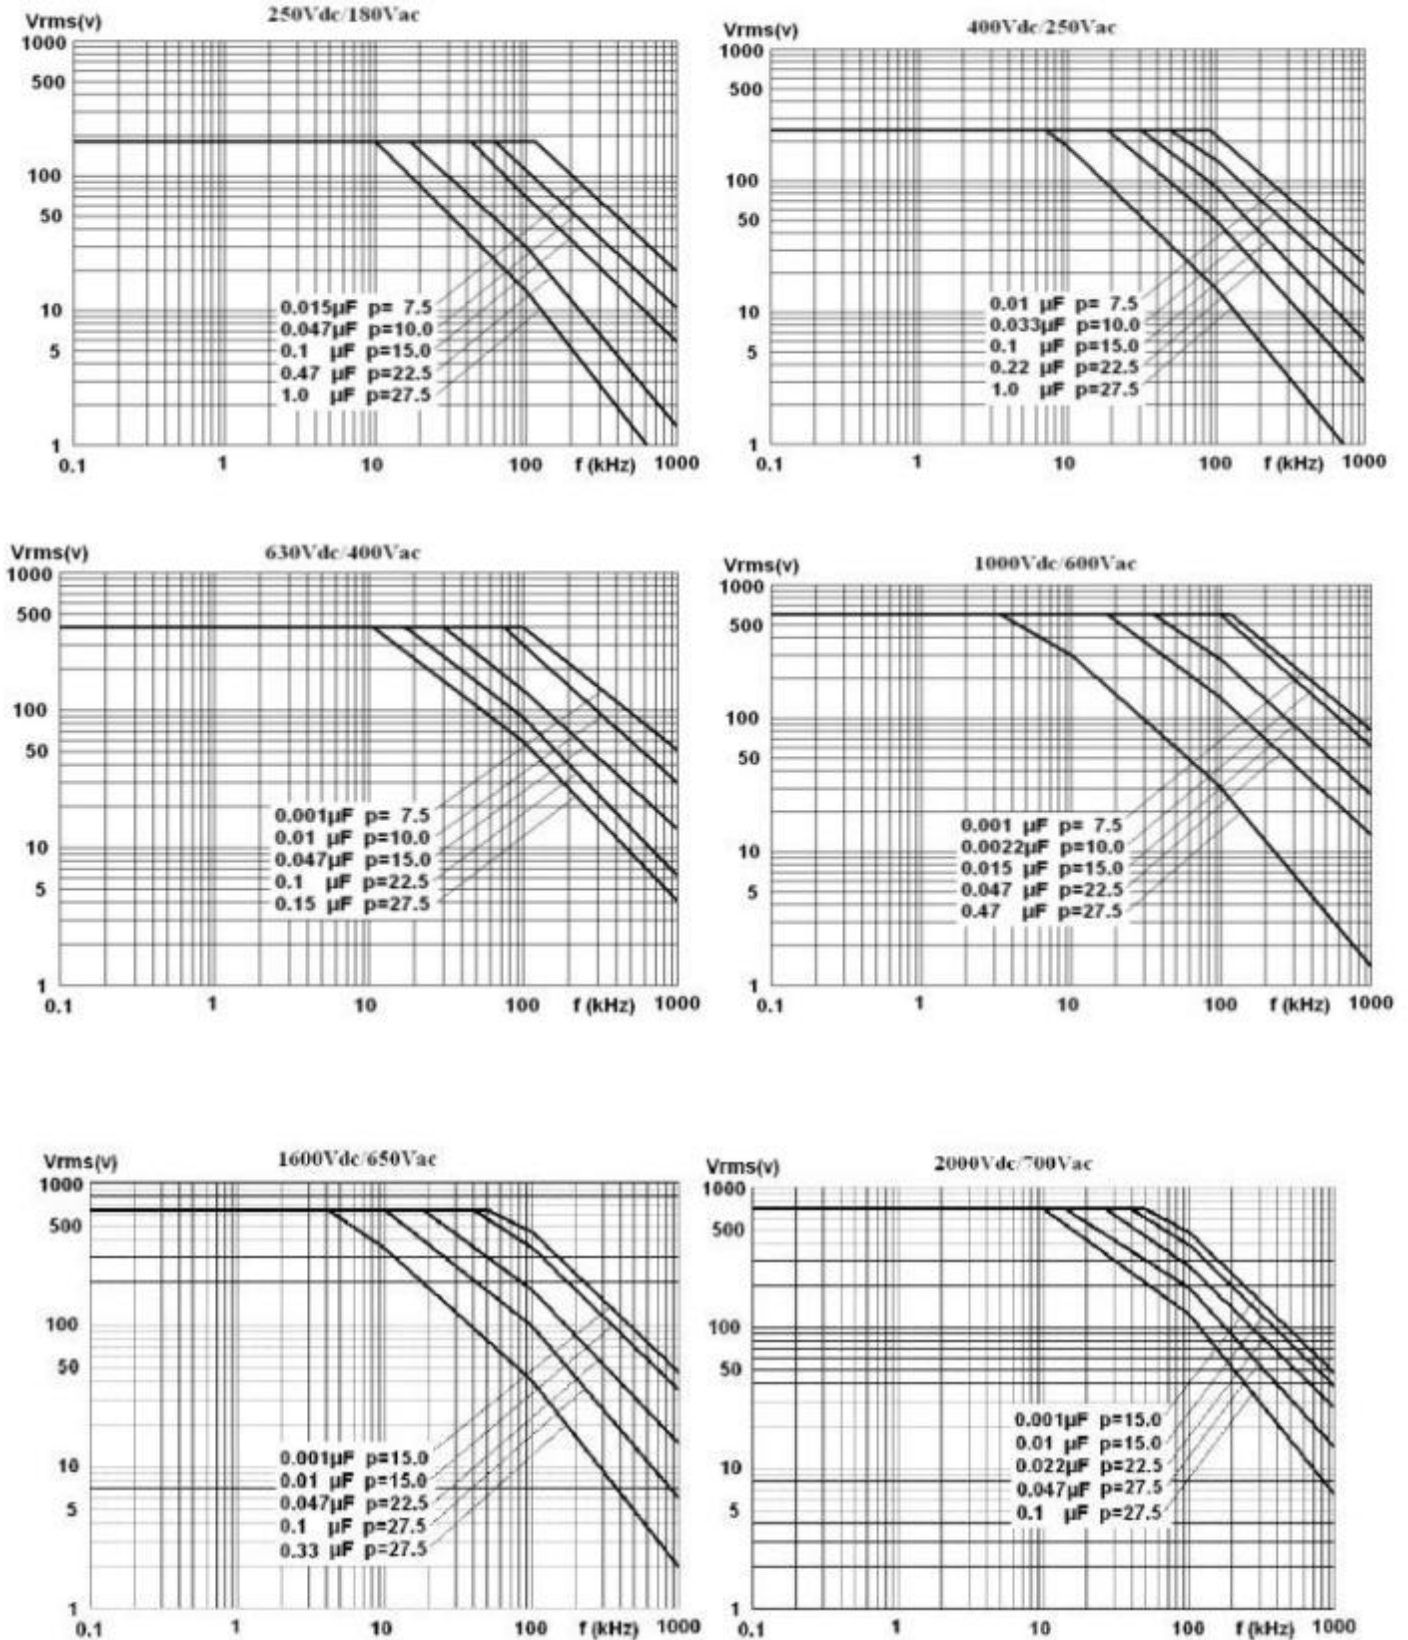 Vrms(v)
250Vdc/180Vac
1000
500
100
50
10
5
1
0.015µF p= 7.5
0.047µF p=10.0
0.1 µF p=15.0
0.47 µF p=22.5
1.0 µF p=27.5
0.1 1 10 100 f (kHz) 1000
Vrms(v)
400Vdc/250Vac
1000
500
100
50
10
5
1
0.01 µF p= 7.5
0.033µF p=10.0
0.1 µF p=15.0
0.22 µF p=22.5
1.0 µF p=27.5
0.1 1 10 100 f (kHz) 1000
Vrms(v)
630Vdc/400Vac
1000
500
100
50
10
5
1
0.001µF p= 7.5
0.01 µF p=10.0
0.047µF p=15.0
0.1 µF p=22.5
0.15 µF p=27.5
0.1 1 10 100 f (kHz) 1000
Vrms(v)
1000Vdc/600Vac
1000
500
100
50
10
5
1
0.001 µF p= 7.5
0.0022µF p=10.0
0.015 µF p=15.0
0.047 µF p=22.5
0.47 µF p=27.5
0.1 1 10 100 f (kHz) 1000
Vrms(v)
1600Vdc/650Vac
1000
500
100
50
10
5
1
0.001µF p=15.0
0.01 µF p=15.0
0.047µF p=22.5
0.1 µF p=27.5
0.33 µF p=27.5
0.1 1 10 100 f (kHz) 1000
Vrms(v)
2000Vdc/700Vac
1000
500
100
50
10
5
1
0.001µF p=15.0
0.01 µF p=15.0
0.022µF p=22.5
0.047µF p=27.5
0.1 µF p=27.5
0.1 1 10 100 f (kHz) 1000